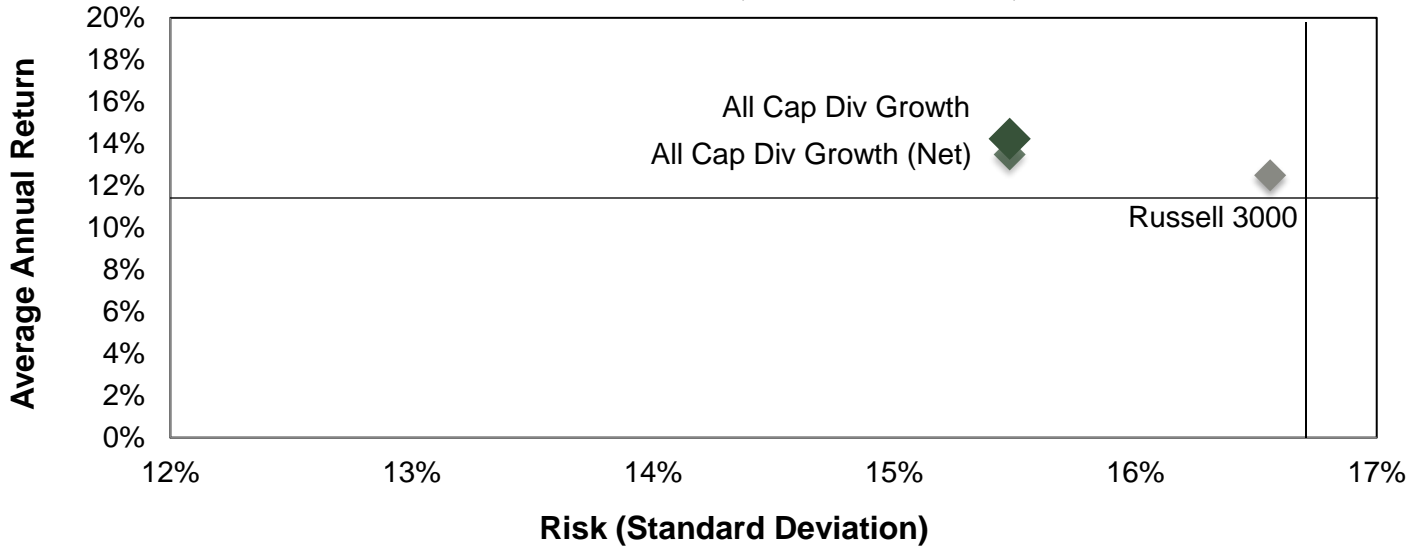 20%
18%
16%
14%
12%
10%
8%
6%
4%
2%
0%
Average Annual Return
All Cap Div Growth
All Cap Div Growth (Net)
Russell 3000
12% 13% 14% 15% 16% 17%
Risk (Standard Deviation)